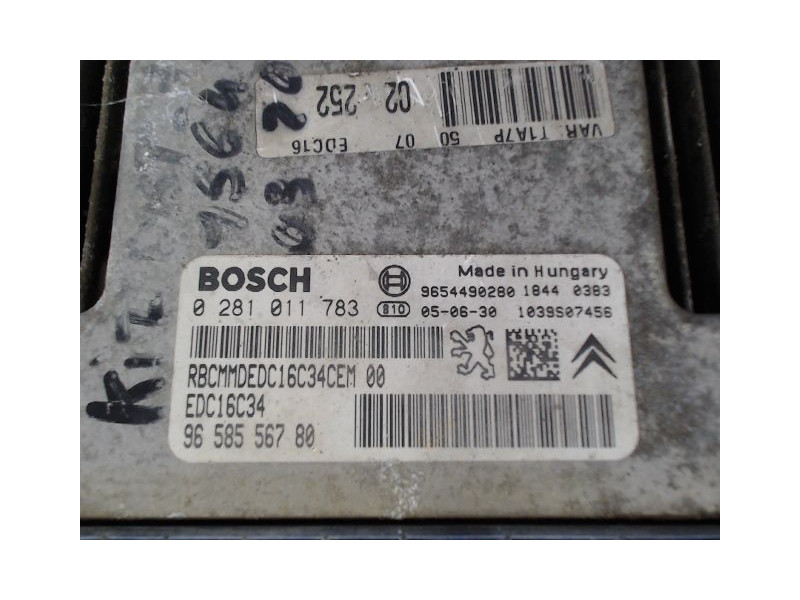 02 252
VAR T1A7P 50 07 EDC16
BOSCH
Made in Hungary
9654490280 1844 0383
0 281 011 783
810 05-06-30 1039S07456
RBCMMDEDC16C34CEM 00
EDC16C34
96 585 567 80